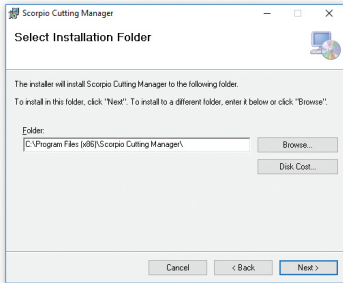 Scorpio Cutting Manager
Select Installation Folder
The installer will install Scorpio Cutting Manager to the following folder.
To install in this folder, click "Next". To install to a different folder, enter it below or click "Browse".
Folder:
C:\Program Files (x86)\Scorpio Cutting Manager\
Browse...
Disk Cost...
Cancel
< Back
Next >